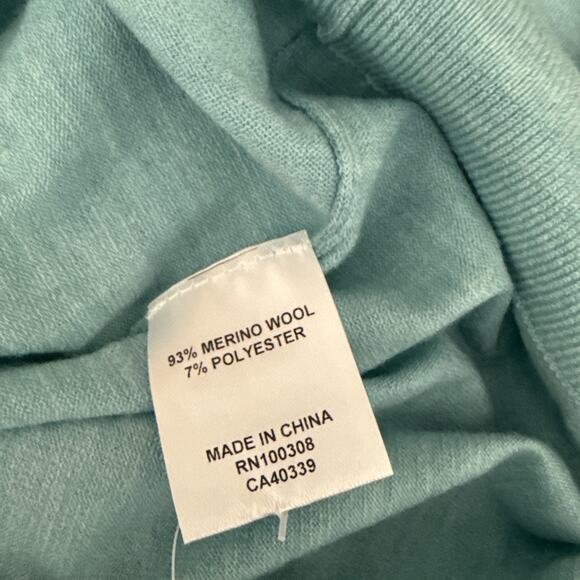 93% MERINO WOOL
7% POLYESTER
MADE IN CHINA
RN100308
CA40339